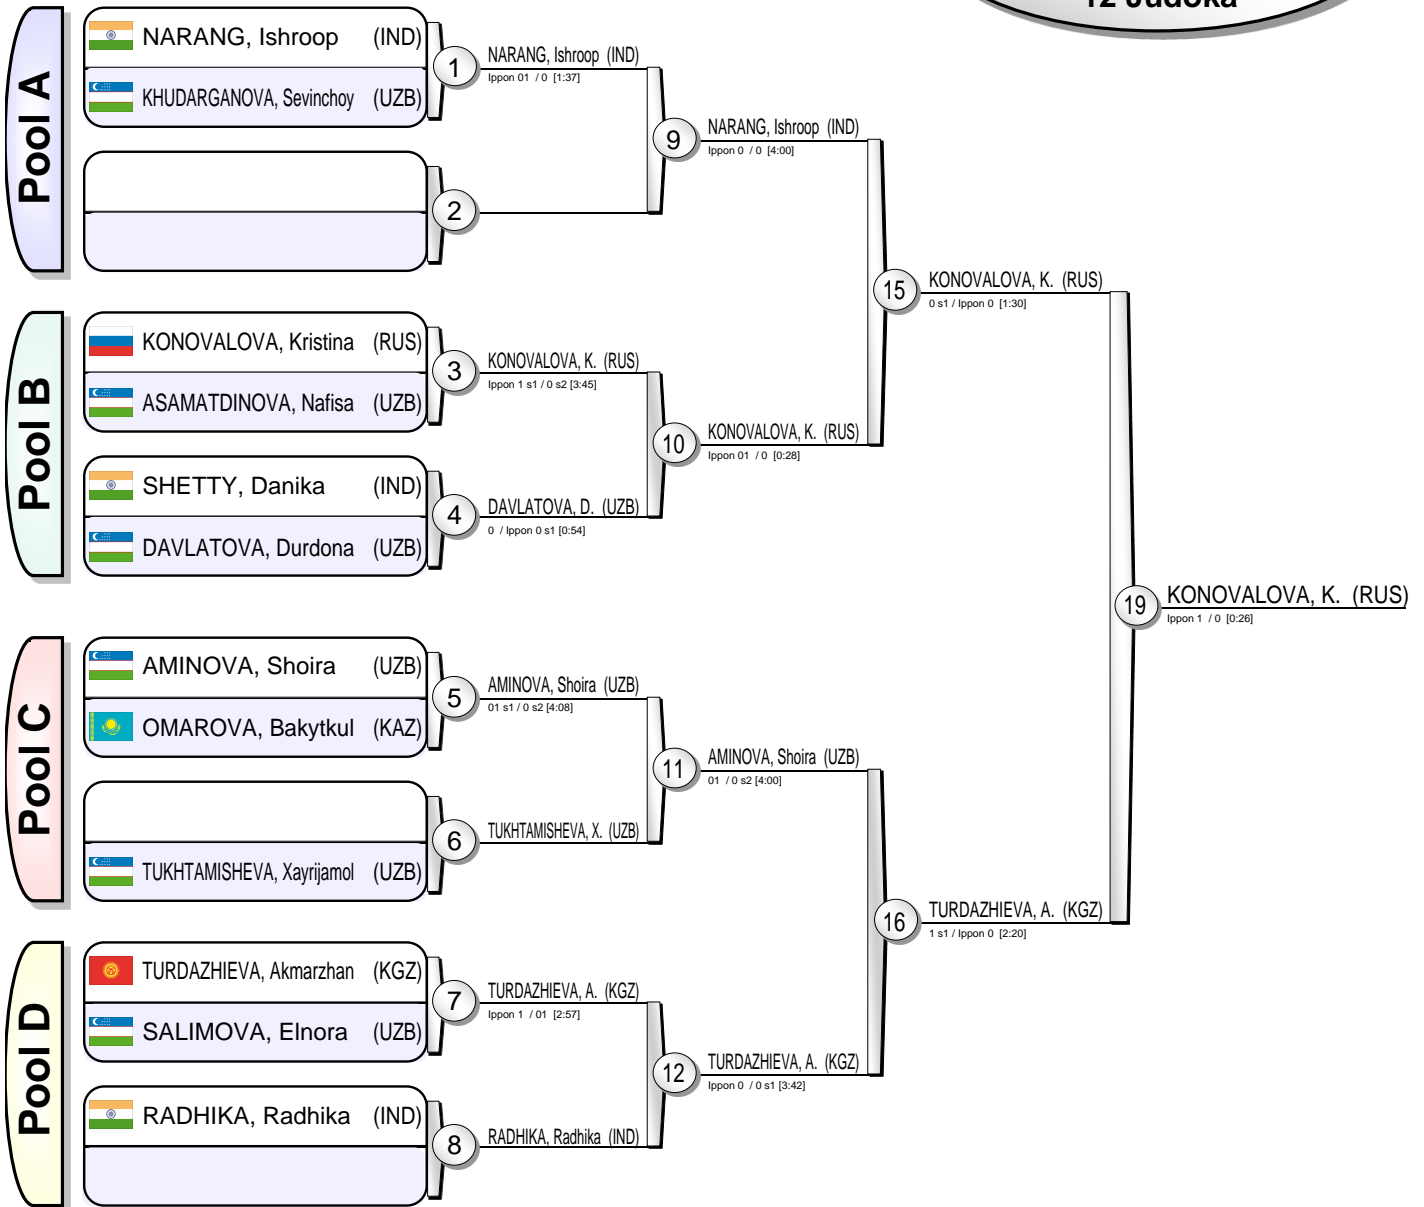 12 Judoka
Pool A
NARANG, Ishroop (IND)
KHUDARGANOVA, Sevinchoy (UZB)
1
NARANG, Ishroop (IND)
Ippon 01 / 0 [1:37]
2
9
NARANG, Ishroop (IND)
Ippon 0 / 0 [4:00]
Pool B
KONOVALOVA, Kristina (RUS)
ASAMATDINOVA, Nafisa (UZB)
3
KONOVALOVA, K. (RUS)
Ippon 1 s1 / 0 s2 [3:45]
SHETTY, Danika (IND)
DAVLATOVA, Durdona (UZB)
4
DAVLATOVA, D. (UZB)
0 / Ippon 0 s1 [0:54]
10
KONOVALOVA, K. (RUS)
Ippon 01 / 0 [0:28]
15
KONOVALOVA, K. (RUS)
0 s1 / Ippon 0 [1:30]
Pool C
AMINOVA, Shoira (UZB)
OMAROVA, Bakytkul (KAZ)
5
AMINOVA, Shoira (UZB)
01 s1 / 0 s2 [4:08]
TUKHTAMISHEVA, Xayrijamol (UZB)
6
TUKHTAMISHEVA, X. (UZB)
11
AMINOVA, Shoira (UZB)
01 / 0 s2 [4:00]
Pool D
TURDAZHIEVA, Akmarzhan (KGZ)
SALIMOVA, Elnora (UZB)
7
TURDAZHIEVA, A. (KGZ)
Ippon 1 / 01 [2:57]
RADHIKA, Radhika (IND)
8
RADHIKA, Radhika (IND)
12
TURDAZHIEVA, A. (KGZ)
Ippon 0 / 0 s1 [3:42]
16
TURDAZHIEVA, A. (KGZ)
1 s1 / Ippon 0 [2:20]
19
KONOVALOVA, K. (RUS)
Ippon 1 / 0 [0:26]